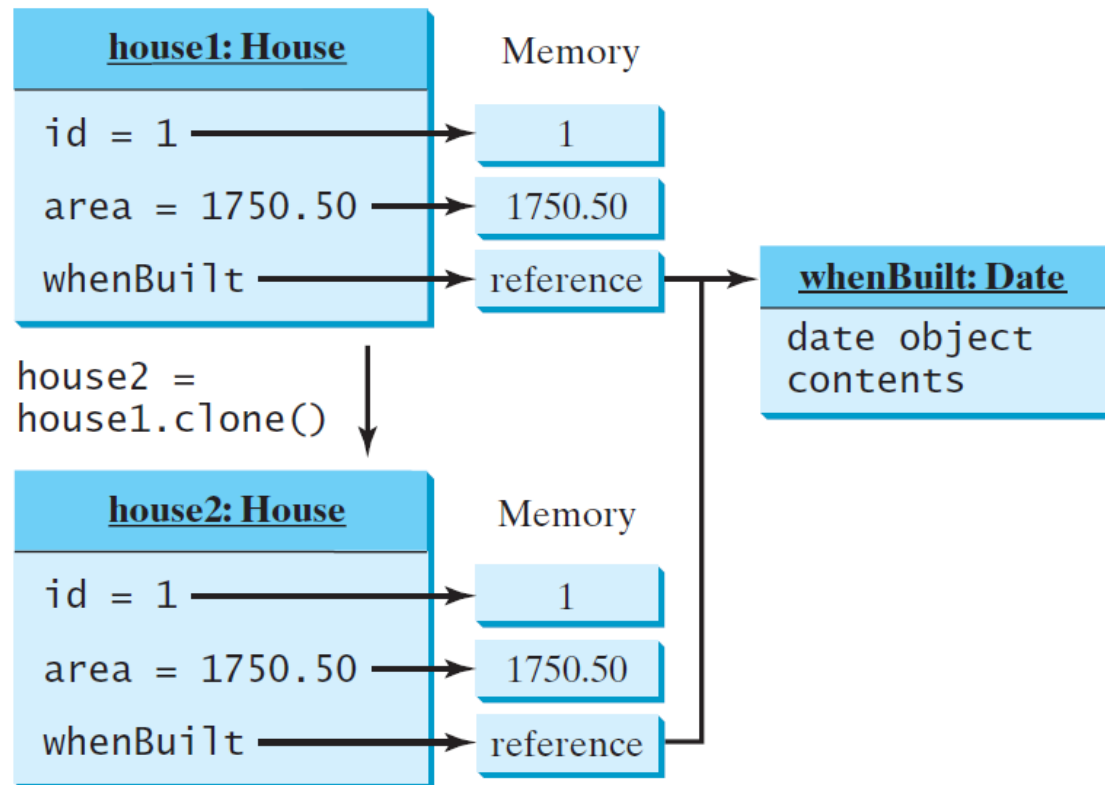 house1: House
Memory
id = 1
1
area = 1750.50
1750.50
whenBuilt
reference
whenBuilt: Date
date object
contents
house2 =
house1.clone()
house2: House
Memory
id = 1
1
area = 1750.50
1750.50
whenBuilt
reference